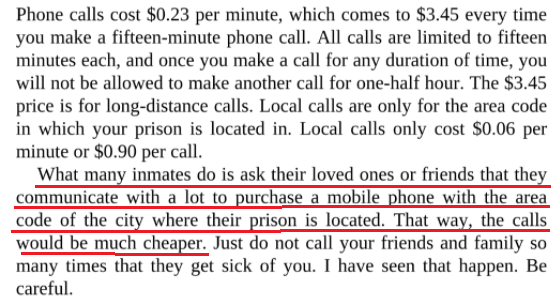 Phone calls cost $0.23 per minute, which comes to $3.45 every time
you make a fifteen-minute phone call. All calls are limited to fifteen
minutes each, and once you make a call for any duration of time, you
will not be allowed to make another call for one-half hour. The $3.45
price is for long-distance calls. Local calls are only for the area code
in which your prison is located in. Local calls only cost $0.06 per
minute or $0.90 per call.
What many inmates do is ask their loved ones or friends that they
communicate with a lot to purchase a mobile phone with the area
code of the city where their prison is located. That way, the calls
would be much cheaper. Just do not call your friends and family so
many times that they get sick of you. I have seen that happen. Be
careful.